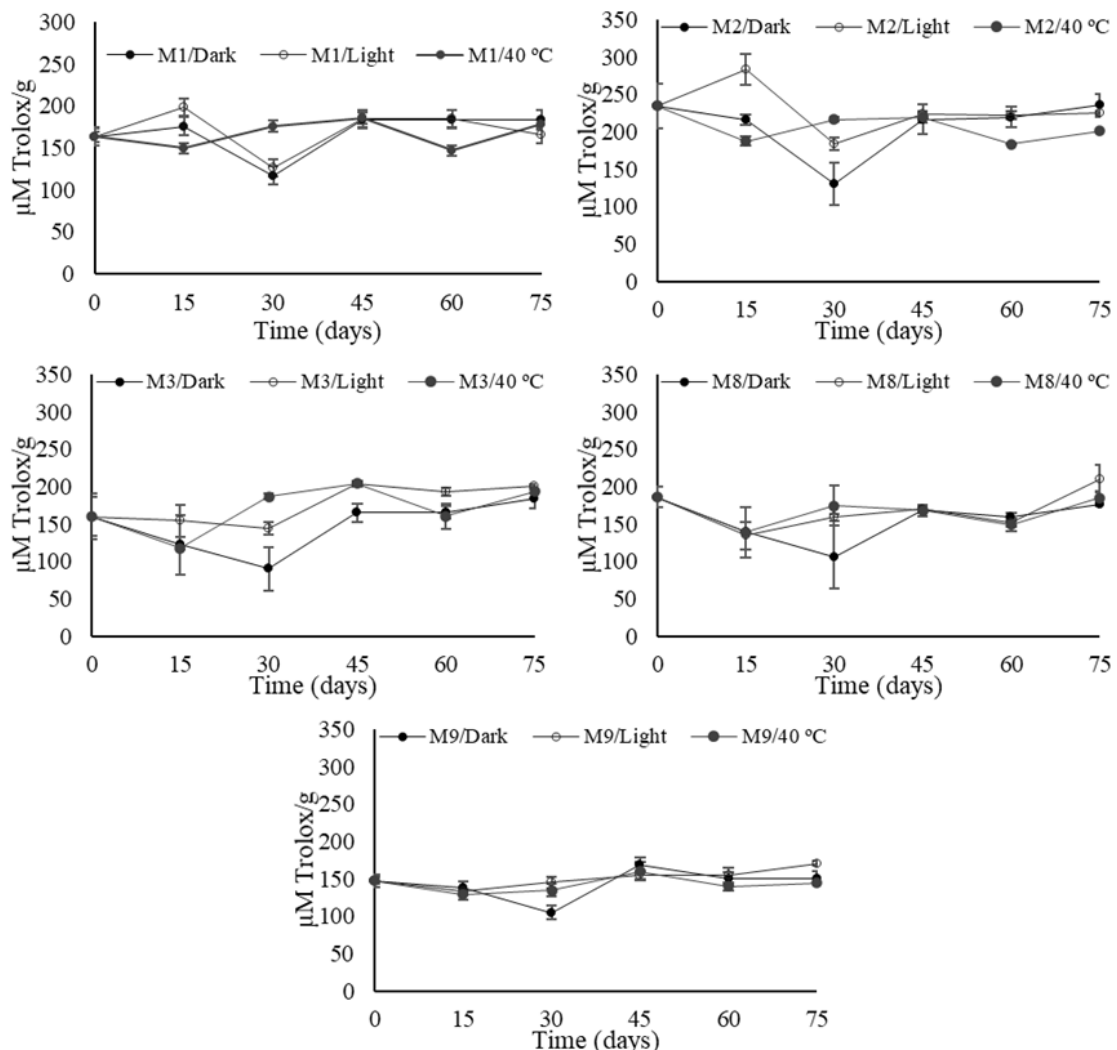 300
250
200
150
100
50
0
µM Trolox/g
M1/Dark M1/Light M1/40 ºC
0 15 30 45 60 75
Time (days)
350
300
250
200
150
100
50
0
µM Trolox/g
M2/Dark M2/Light M2/40 ºC
0 15 30 45 60 75
Time (days)
350
300
250
200
150
100
50
0
µM Trolox/g
M3/Dark M3/Light M3/40 ºC
0 15 30 45 60 75
Time (days)
350
300
250
200
150
100
50
0
µM Trolox/g
M8/Dark M8/Light M8/40 ºC
0 15 30 45 60 75
Time (days)
350
300
250
200
150
100
50
0
µM Trolox/g
M9/Dark M9/Light M9/40 ºC
0 15 30 45 60 75
Time (days)